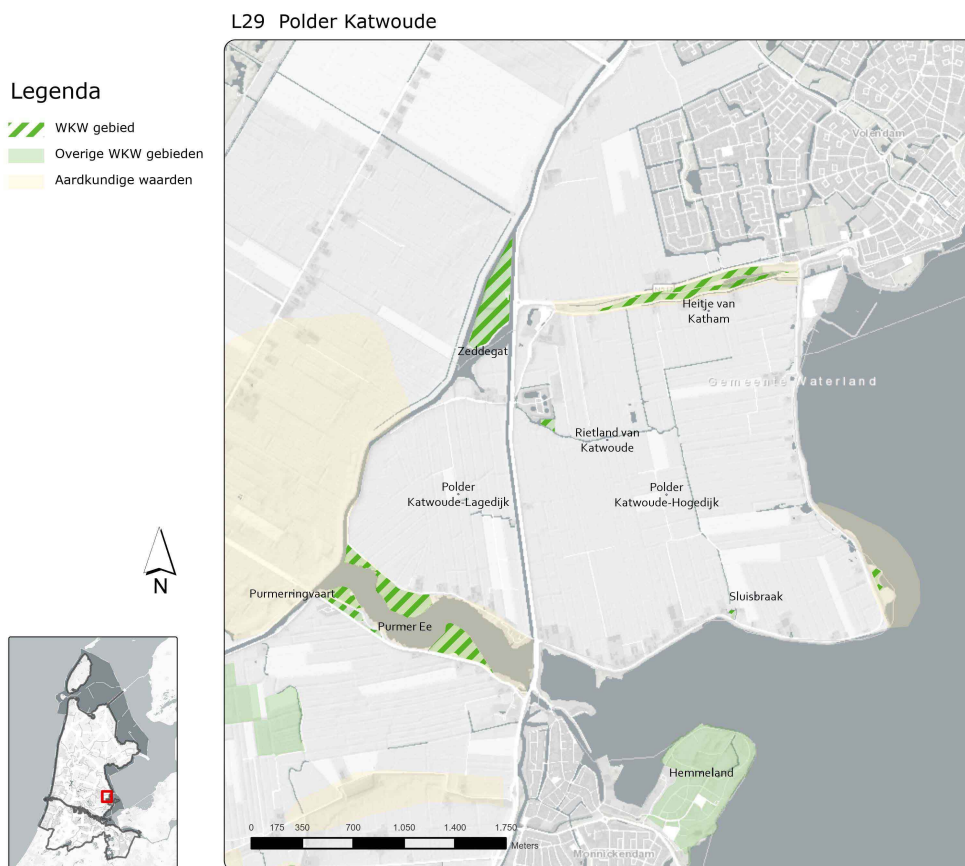 L29 Polder Katwoude
Legenda
WKW gebied
Overige WKW gebieden
Aardkundige waarden
Volendam
Heitje van
Katham
Zeddegat
Gemeente Waterland
Rietland van
Katwoude
Polder
Katwoude-Lagedijk
Polder
Katwoude-Hogedijk
Purmerringvaart
Sluisbraak
Purmer Ee
N
Hemmeland
0 175 350 700 1.050 1.400 1.750
Meters
Monnickendam